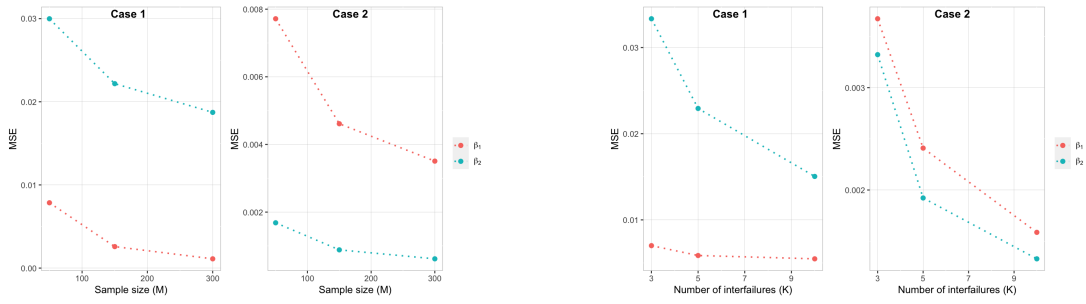 Case 1
0.03
0.02
0.01
0.00
MSE
100
200
300
Sample size (M)
Case 2
0.008
0.006
0.004
0.002
MSE
100
200
300
Sample size (M)
β₁
β₂
Case 1
0.03
0.02
0.01
MSE
3
5
7
9
Number of interfailures (K)
Case 2
0.003
0.002
MSE
3
5
7
9
Number of interfailures (K)
β₁
β₂